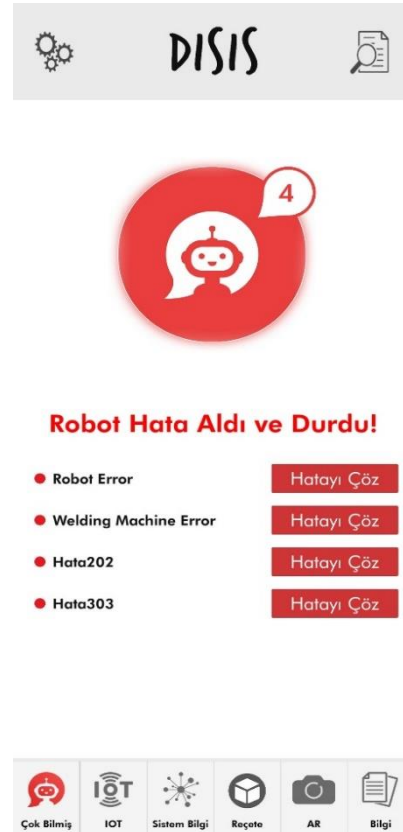 DISIS
4
Robot Hata Aldı ve Durdu!
Robot Error Hatayı Çöz
Welding Machine Error Hatayı Çöz
Hata202 Hatayı Çöz
Hata303 Hatayı Çöz
IOT
Çok Bilmiş IOT Sistem Bilgi Reçete AR Bilgi